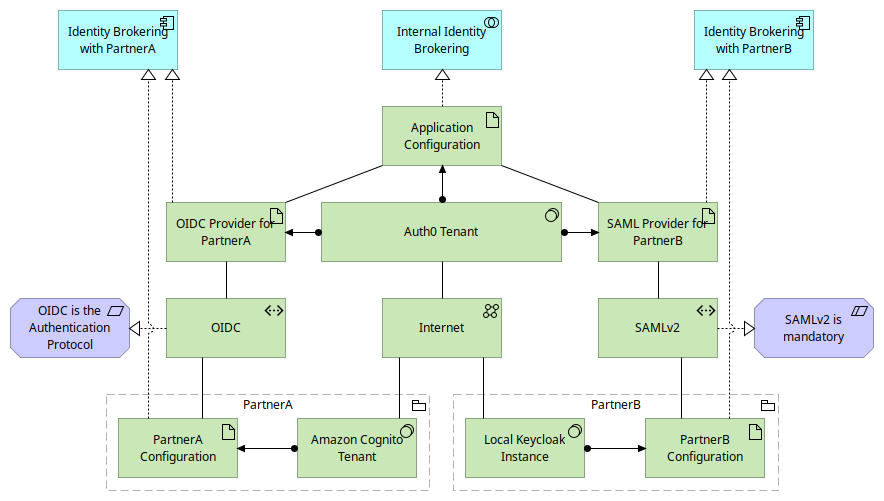 Identity Brokering
with PartnerA
Internal Identity
Brokering
Identity Brokering
with PartnerB
Application
Configuration
OIDC Provider for
PartnerA
Auth0 Tenant
SAML Provider for
PartnerB
OIDC is the
Authentication
Protocol
OIDC
Internet
SAMLv2
SAMLv2 is
mandatory
PartnerA
PartnerB
PartnerA
Configuration
Amazon Cognito
Tenant
Local Keycloak
Instance
PartnerB
Configuration